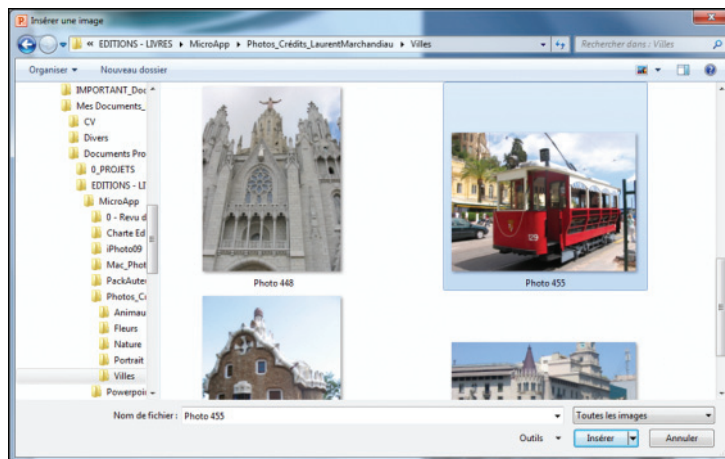 Insérer une image
« EDITIONS - LIVRES ▸ MicroApp ▸ Photos_Crédits_LaurentMarchandiau ▸ Villes
Rechercher dans : Villes
Organiser Nouveau dossier
IMPORTANT_Doc
Mes Documents_
CV
Divers
Documents Pro
0_PROJETS
EDITIONS - LI
MicroApp
0 - Revu d
Charte Ed
iPhoto09
Mac_Phot
PackAuteu
Photos_Cr
Animau
Fleurs
Nature
Portrait
Villes
Powerpoi
Photo 448
Photo 455
Nom de fichier : Photo 455
Toutes les images
Outils Insérer Annuler